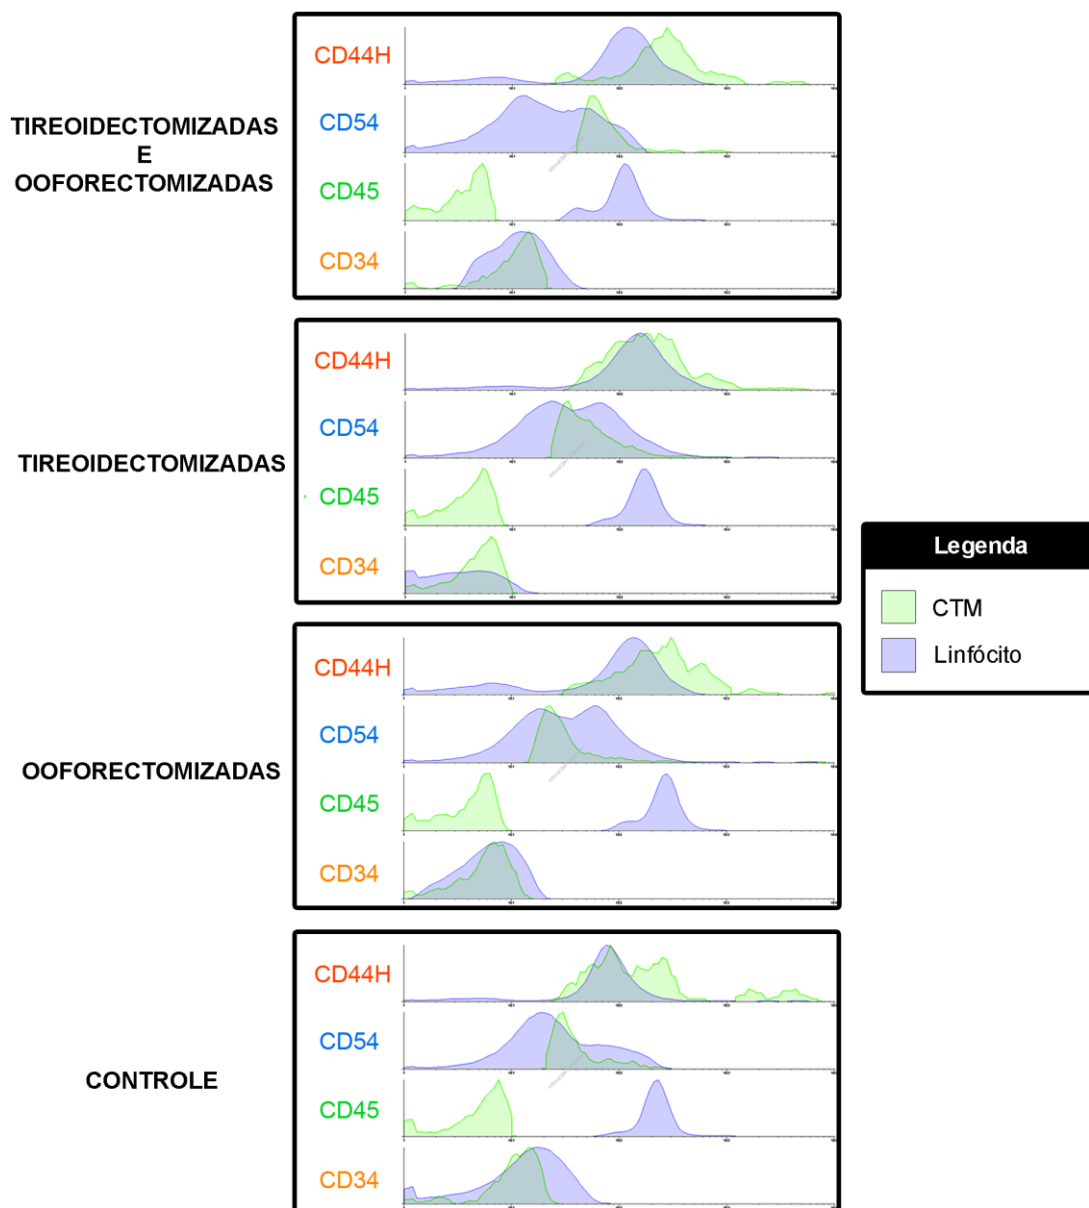 TIREOIDECTOMIZADAS
E
OOFORECTOMIZADAS
CD44H
CD54
CD45
CD34
TIREOIDECTOMIZADAS
CD44H
CD54
CD45
CD34
OOFORECTOMIZADAS
CD44H
CD54
CD45
CD34
CONTROLE
CD44H
CD54
CD45
CD34
Legenda
CTM
Linfócito